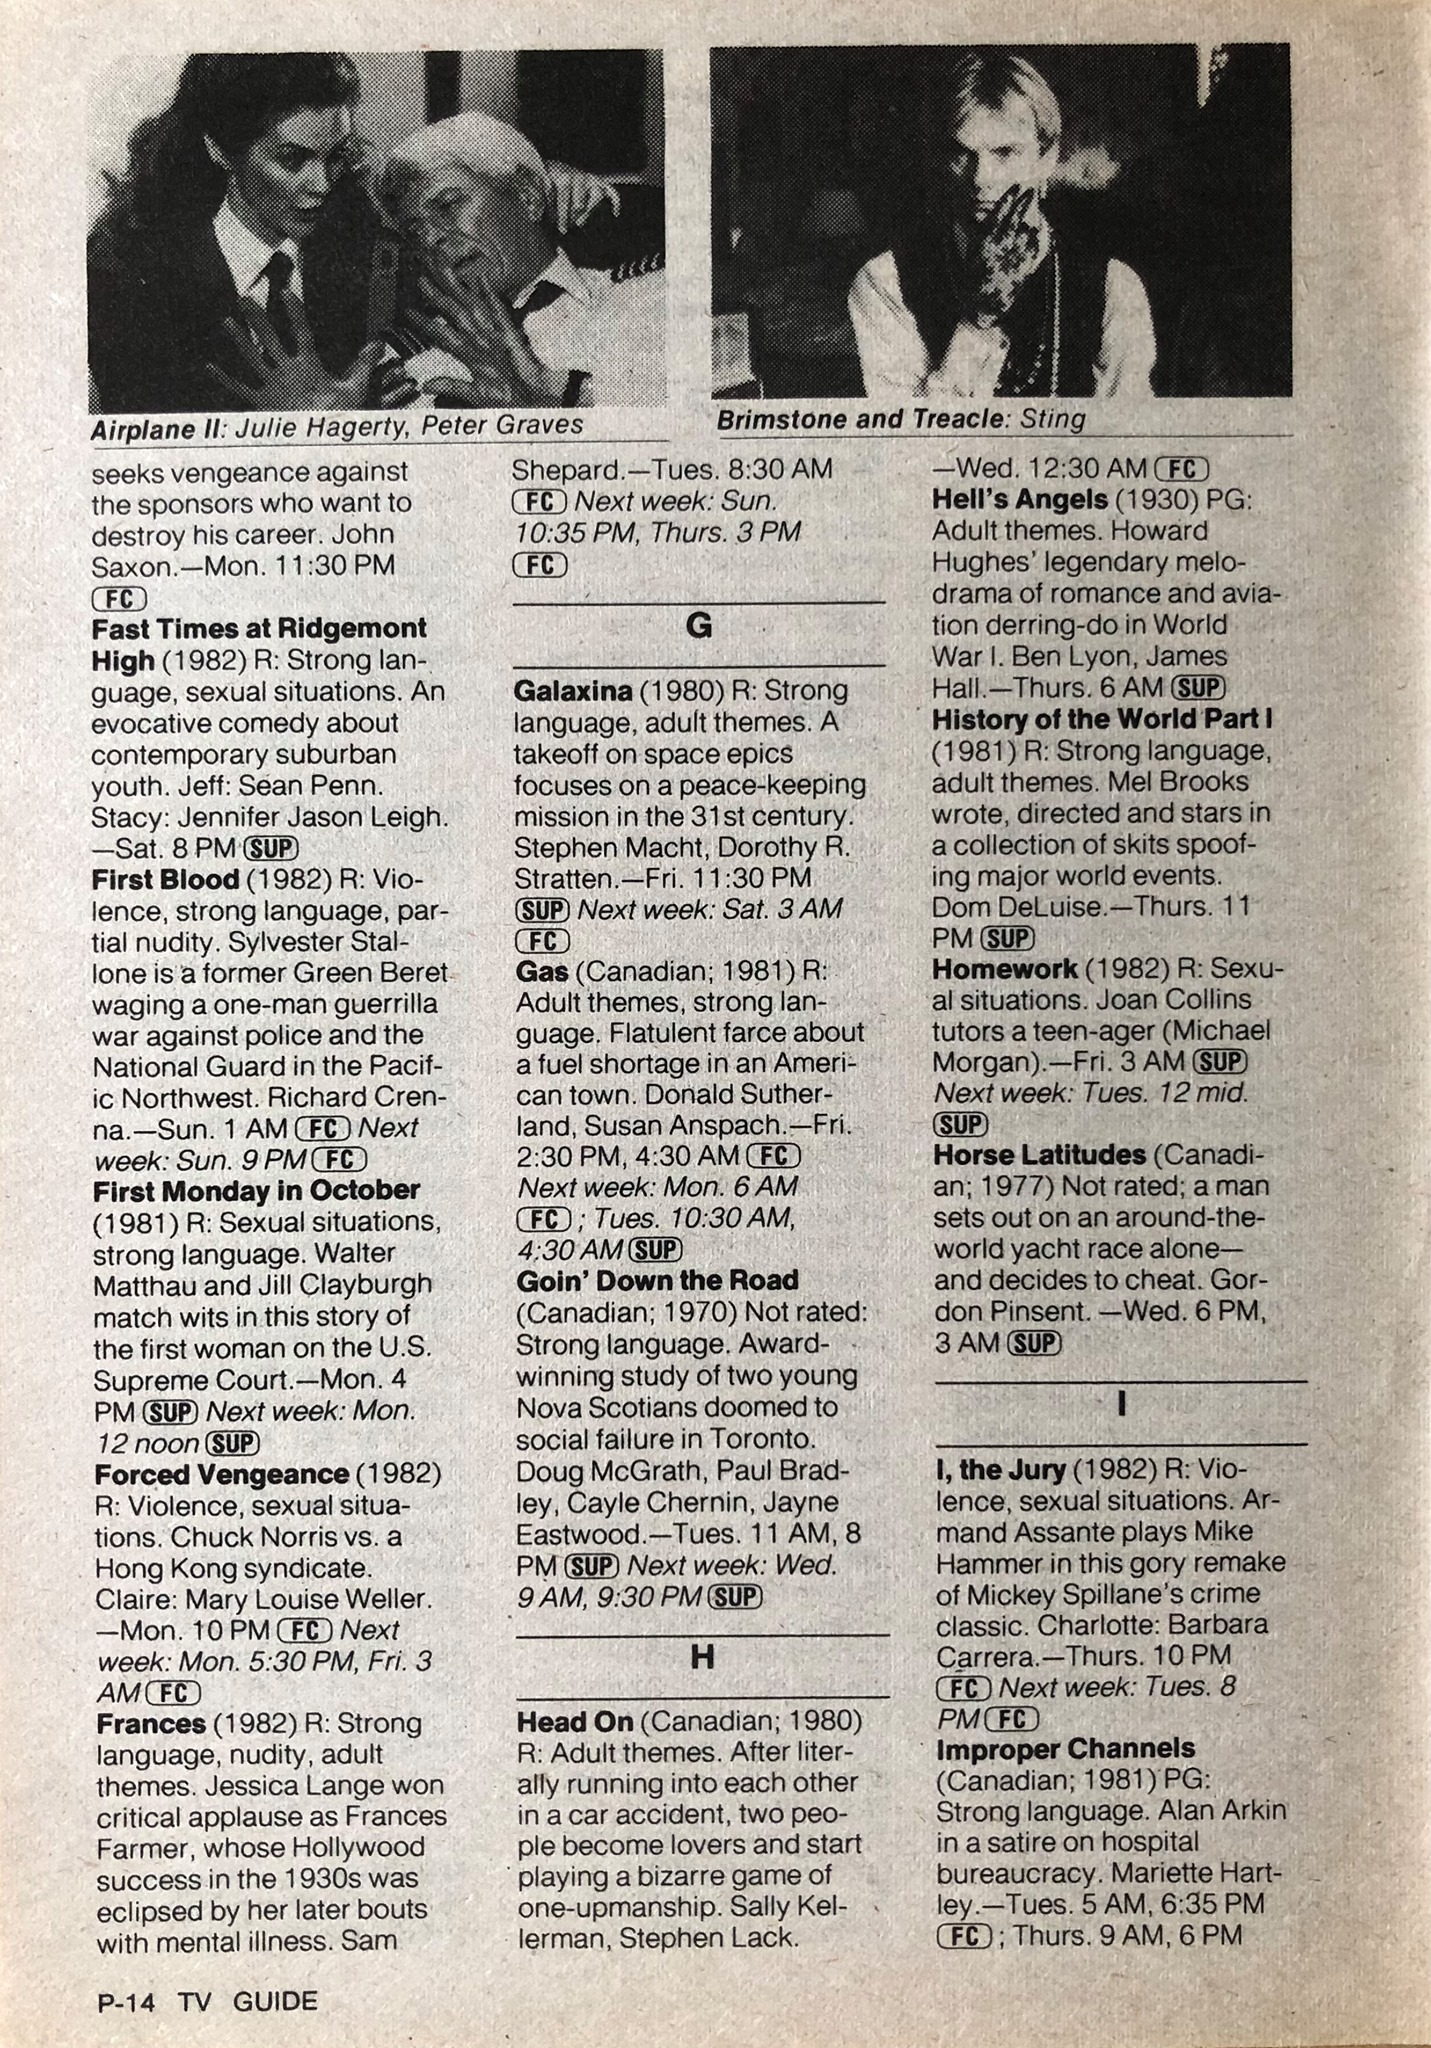 Airplane II: Julie Hagerty, Peter Graves
Brimstone and Treacle: Sting
seeks vengeance against
the sponsors who want to
destroy his career. John
Saxon.—Mon. 11:30 PM
FC
Fast Times at Ridgemont
High (1982) R: Strong lan-
guage, sexual situations. An
evocative comedy about
contemporary suburban
youth. Jeff: Sean Penn.
Stacy: Jennifer Jason Leigh.
—Sat. 8 PM SUP
First Blood (1982) R: Vio-
lence, strong language, par-
tial nudity. Sylvester Stal-
lone is a former Green Beret
waging a one-man guerrilla
war against police and the
National Guard in the Pacif-
ic Northwest. Richard Cren-
na.—Sun. 1 AM FC Next
week: Sun. 9 PM FC
First Monday in October
(1981) R: Sexual situations,
strong language. Walter
Matthau and Jill Clayburgh
match wits in this story of
the first woman on the U.S.
Supreme Court.—Mon. 4
PM SUP Next week: Mon.
12 noon SUP
Forced Vengeance (1982)
R: Violence, sexual situa-
tions. Chuck Norris vs. a
Hong Kong syndicate.
Claire: Mary Louise Weller.
—Mon. 10 PM FC Next
week: Mon. 5:30 PM, Fri. 3
AM FC
Frances (1982) R: Strong
language, nudity, adult
themes. Jessica Lange won
critical applause as Frances
Farmer, whose Hollywood
success in the 1930s was
eclipsed by her later bouts
with mental illness. Sam
Shepard.—Tues. 8:30 AM
FC Next week: Sun.
10:35 PM, Thurs. 3 PM
FC
G
Galaxina (1980) R: Strong
language, adult themes. A
takeoff on space epics
focuses on a peace-keeping
mission in the 31st century.
Stephen Macht, Dorothy R.
Stratten.—Fri. 11:30 PM
SUP Next week: Sat. 3 AM
FC
Gas (Canadian; 1981) R:
Adult themes, strong lan-
guage. Flatulent farce about
a fuel shortage in an Ameri-
can town. Donald Suther-
land, Susan Anspach.—Fri.
2:30 PM, 4:30 AM FC
Next week: Mon. 6 AM
FC; Tues. 10:30 AM,
4:30 AM SUP
Goin' Down the Road
(Canadian; 1970) Not rated:
Strong language. Award-
winning study of two young
Nova Scotians doomed to
social failure in Toronto.
Doug McGrath, Paul Brad-
ley, Cayle Chernin, Jayne
Eastwood.—Tues. 11 AM, 8
PM SUP Next week: Wed.
9 AM, 9:30 PM SUP
H
Head On (Canadian; 1980)
R: Adult themes. After liter-
ally running into each other
in a car accident, two peo-
ple become lovers and start
playing a bizarre game of
one-upmanship. Sally Kel-
lerman, Stephen Lack.
—Wed. 12:30 AM FC
Hell's Angels (1930) PG:
Adult themes. Howard
Hughes' legendary melo-
drama of romance and avia-
tion derring-do in World
War I. Ben Lyon, James
Hall.—Thurs. 6 AM SUP
History of the World Part I
(1981) R: Strong language,
adult themes. Mel Brooks
wrote, directed and stars in
a collection of skits spoof-
ing major world events.
Dom DeLuise.—Thurs. 11
PM SUP
Homework (1982) R: Sexu-
al situations. Joan Collins
tutors a teen-ager (Michael
Morgan).—Fri. 3 AM SUP
Next week: Tues. 12 mid.
SUP
Horse Latitudes (Canadi-
an; 1977) Not rated; a man
sets out on an around-the-
world yacht race alone—
and decides to cheat. Gor-
don Pinsent. —Wed. 6 PM,
3 AM SUP
I
I, the Jury (1982) R: Vio-
lence, sexual situations. Ar-
mand Assante plays Mike
Hammer in this gory remake
of Mickey Spillane's crime
classic. Charlotte: Barbara
Carrera.—Thurs. 10 PM
FC Next week: Tues. 8
PM FC
Improper Channels
(Canadian; 1981) PG:
Strong language. Alan Arkin
in a satire on hospital
bureaucracy. Mariette Hart-
ley.—Tues. 5 AM, 6:35 PM
FC; Thurs. 9 AM, 6 PM
P-14 TV GUIDE